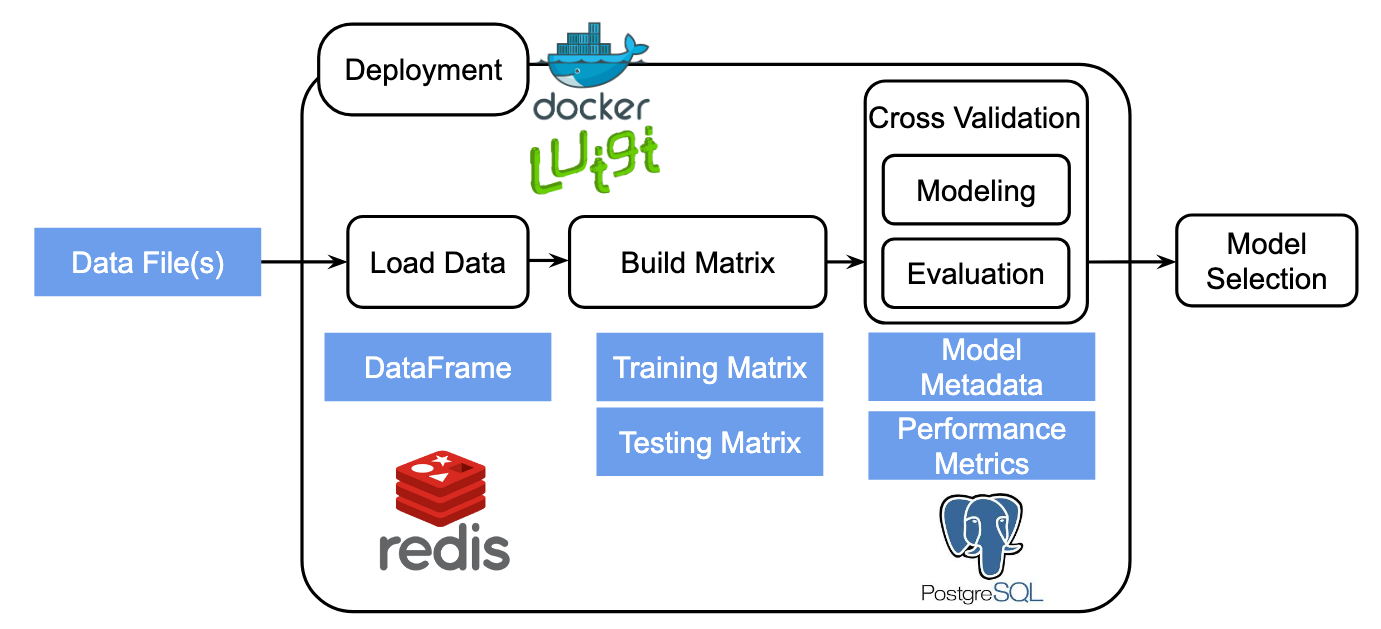 Deployment
docker
Luigi
Cross Validation
Modeling
Evaluation
Data File(s)
Load Data
Build Matrix
Model
Selection
DataFrame
Training Matrix
Testing Matrix
Model
Metadata
Performance
Metrics
redis
PostgreSQL